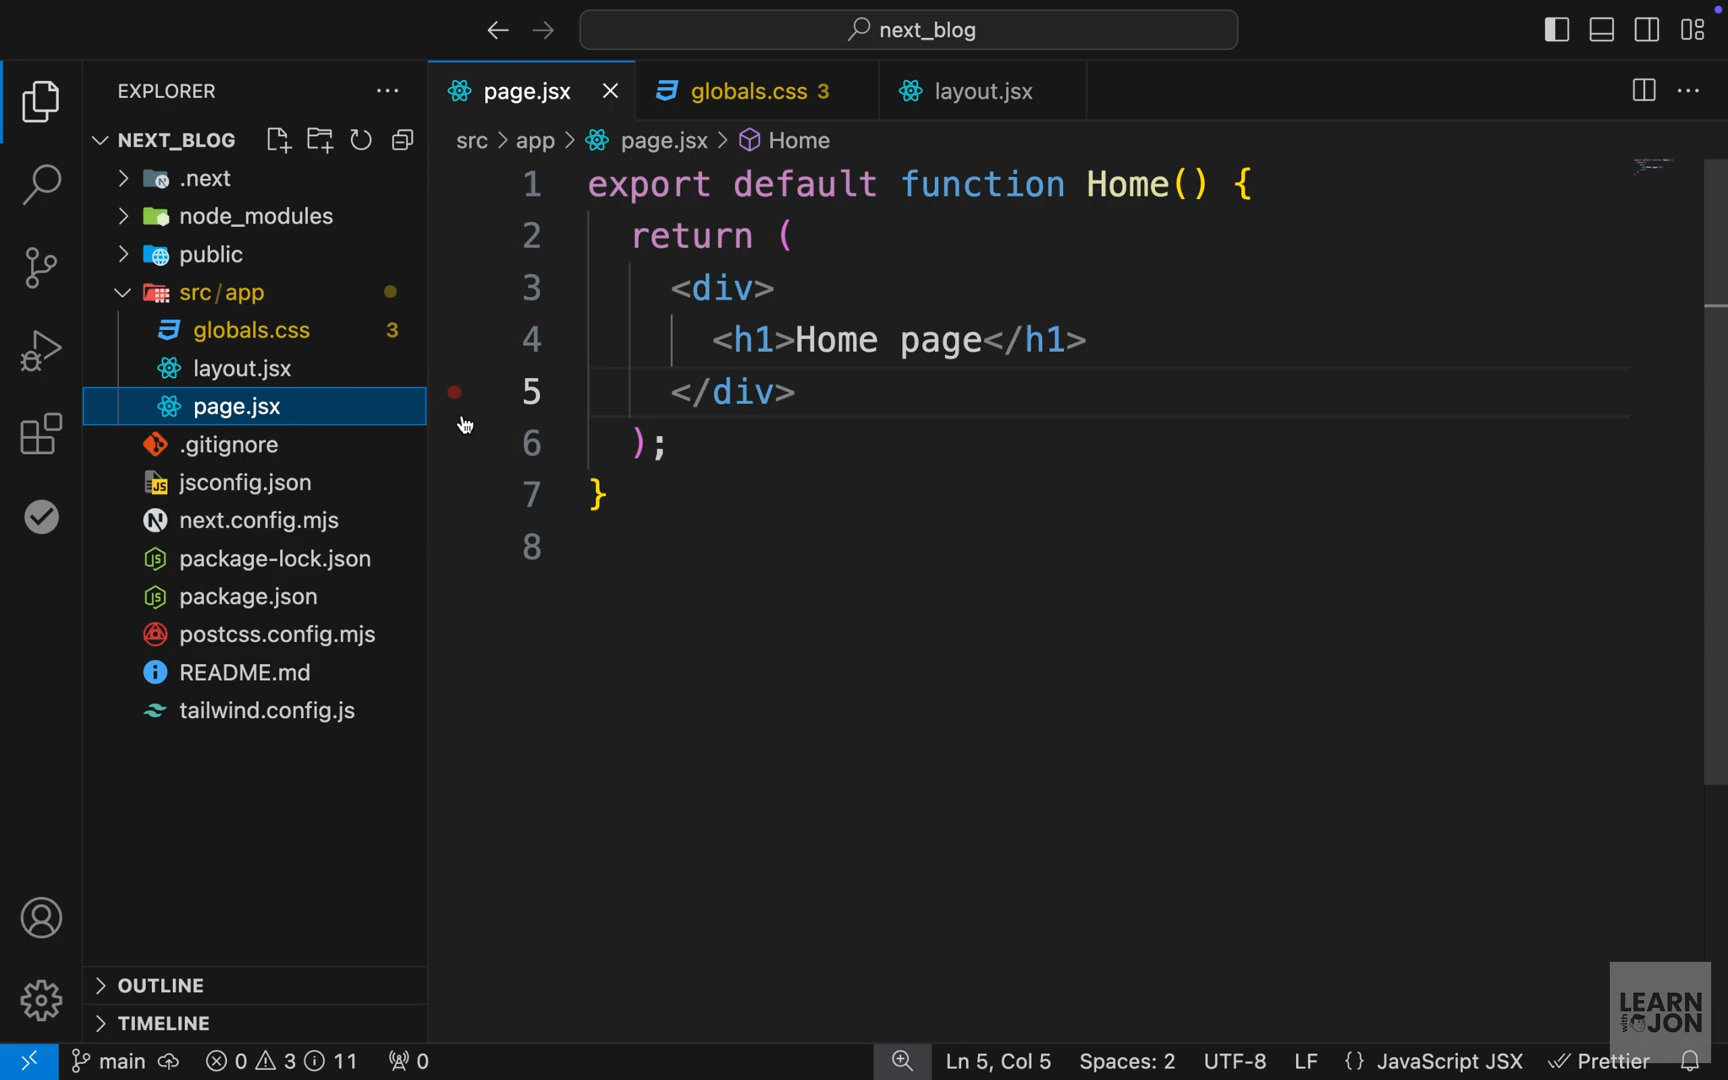 next_blog
EXPLORER
page.jsx
globals.css 3
layout.jsx
NEXT_BLOG
src > app > page.jsx > Home
.next
node_modules
public
src/app
globals.css 3
layout.jsx
page.jsx
.gitignore
jsconfig.json
next.config.mjs
package-lock.json
package.json
postcss.config.mjs
README.md
tailwind.config.js
1 export default function Home() {
2 return (
3 <div>
4 <h1>Home page</h1>
5 </div>
6 );
7 }
8
OUTLINE
TIMELINE
LEARN
with JON
main 0 3 11 0 Ln 5, Col 5 Spaces: 2 UTF-8 LF {} JavaScript JSX Prettier